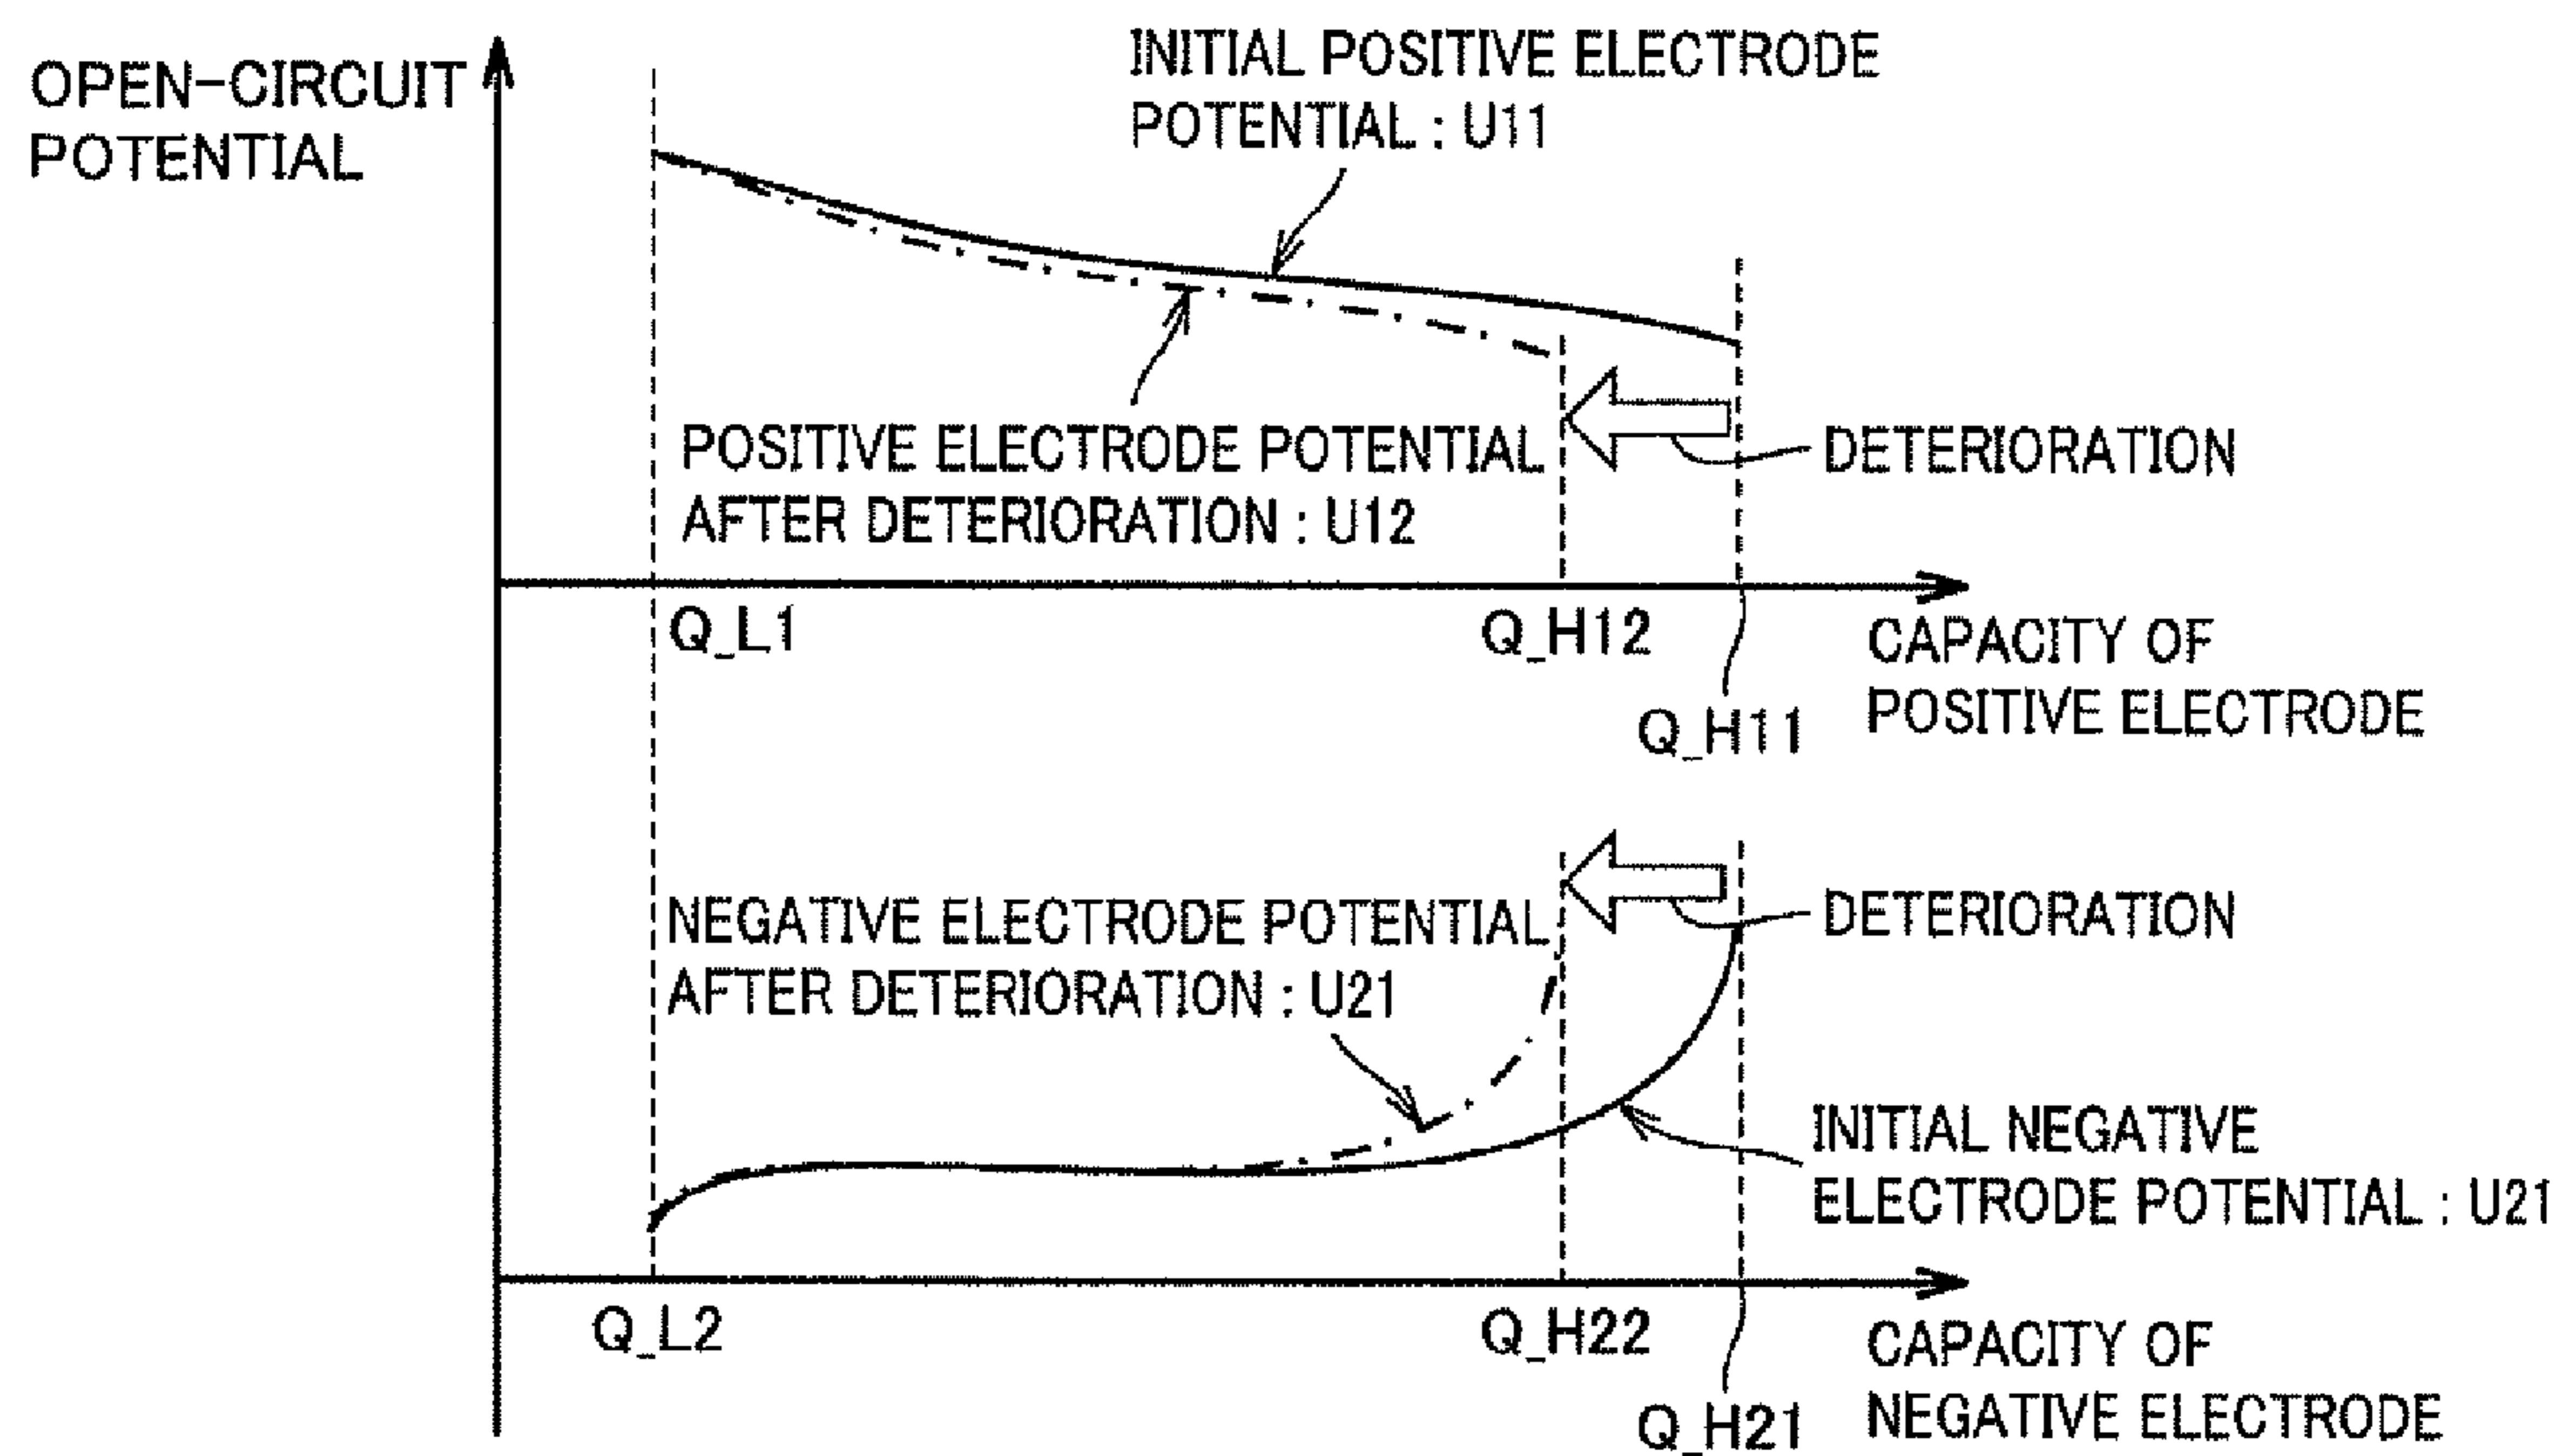 OPEN-CIRCUIT
POTENTIAL
INITIAL POSITIVE ELECTRODE
POTENTIAL : U11
POSITIVE ELECTRODE POTENTIAL
AFTER DETERIORATION : U12
DETERIORATION
Q_L1
Q_H12
Q_H11
CAPACITY OF
POSITIVE ELECTRODE
NEGATIVE ELECTRODE POTENTIAL
AFTER DETERIORATION : U21
DETERIORATION
INITIAL NEGATIVE
ELECTRODE POTENTIAL : U21
Q_L2
Q_H22
Q_H21
CAPACITY OF
NEGATIVE ELECTRODE